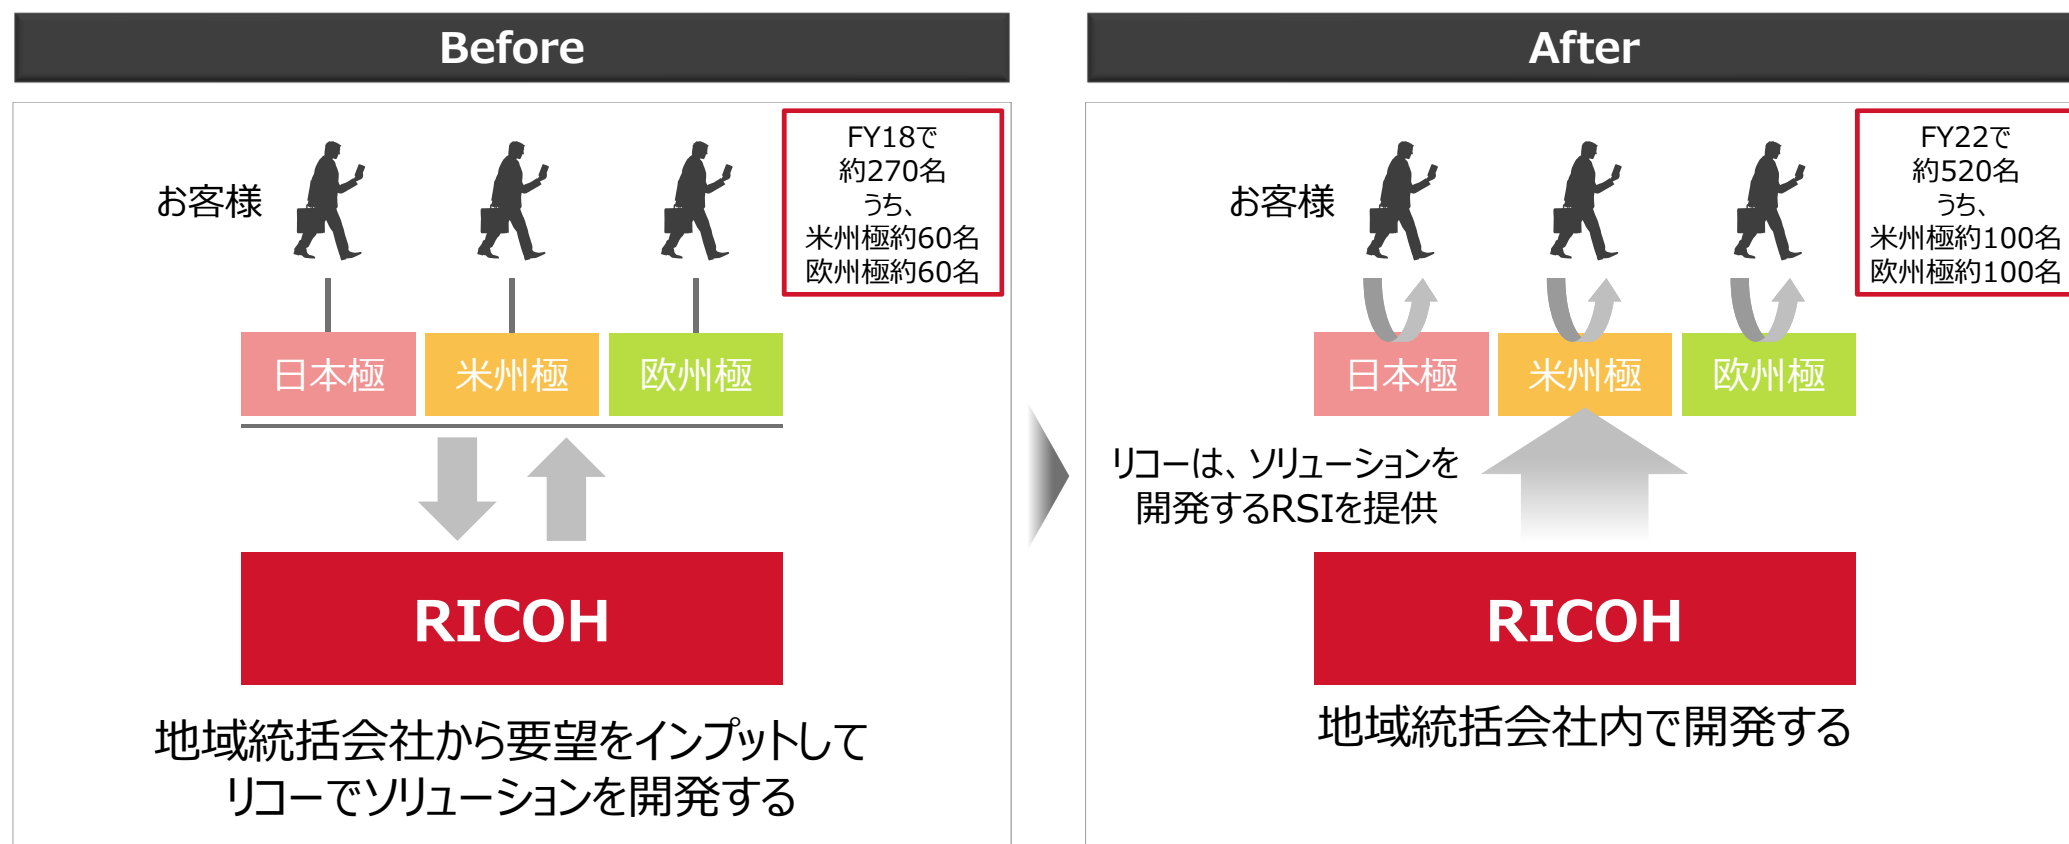 Before
お客様
FY18で
約270名
うち、
米州極約60名
欧州極約60名
日本極
米州極
欧州極
RICOH
地域統括会社から要望をインプットして
リコーでソリューションを開発する
After
お客様
FY22で
約520名
うち、
米州極約100名
欧州極約100名
日本極
米州極
欧州極
リコーは、ソリューションを
開発するRSIを提供
RICOH
地域統括会社内で開発する